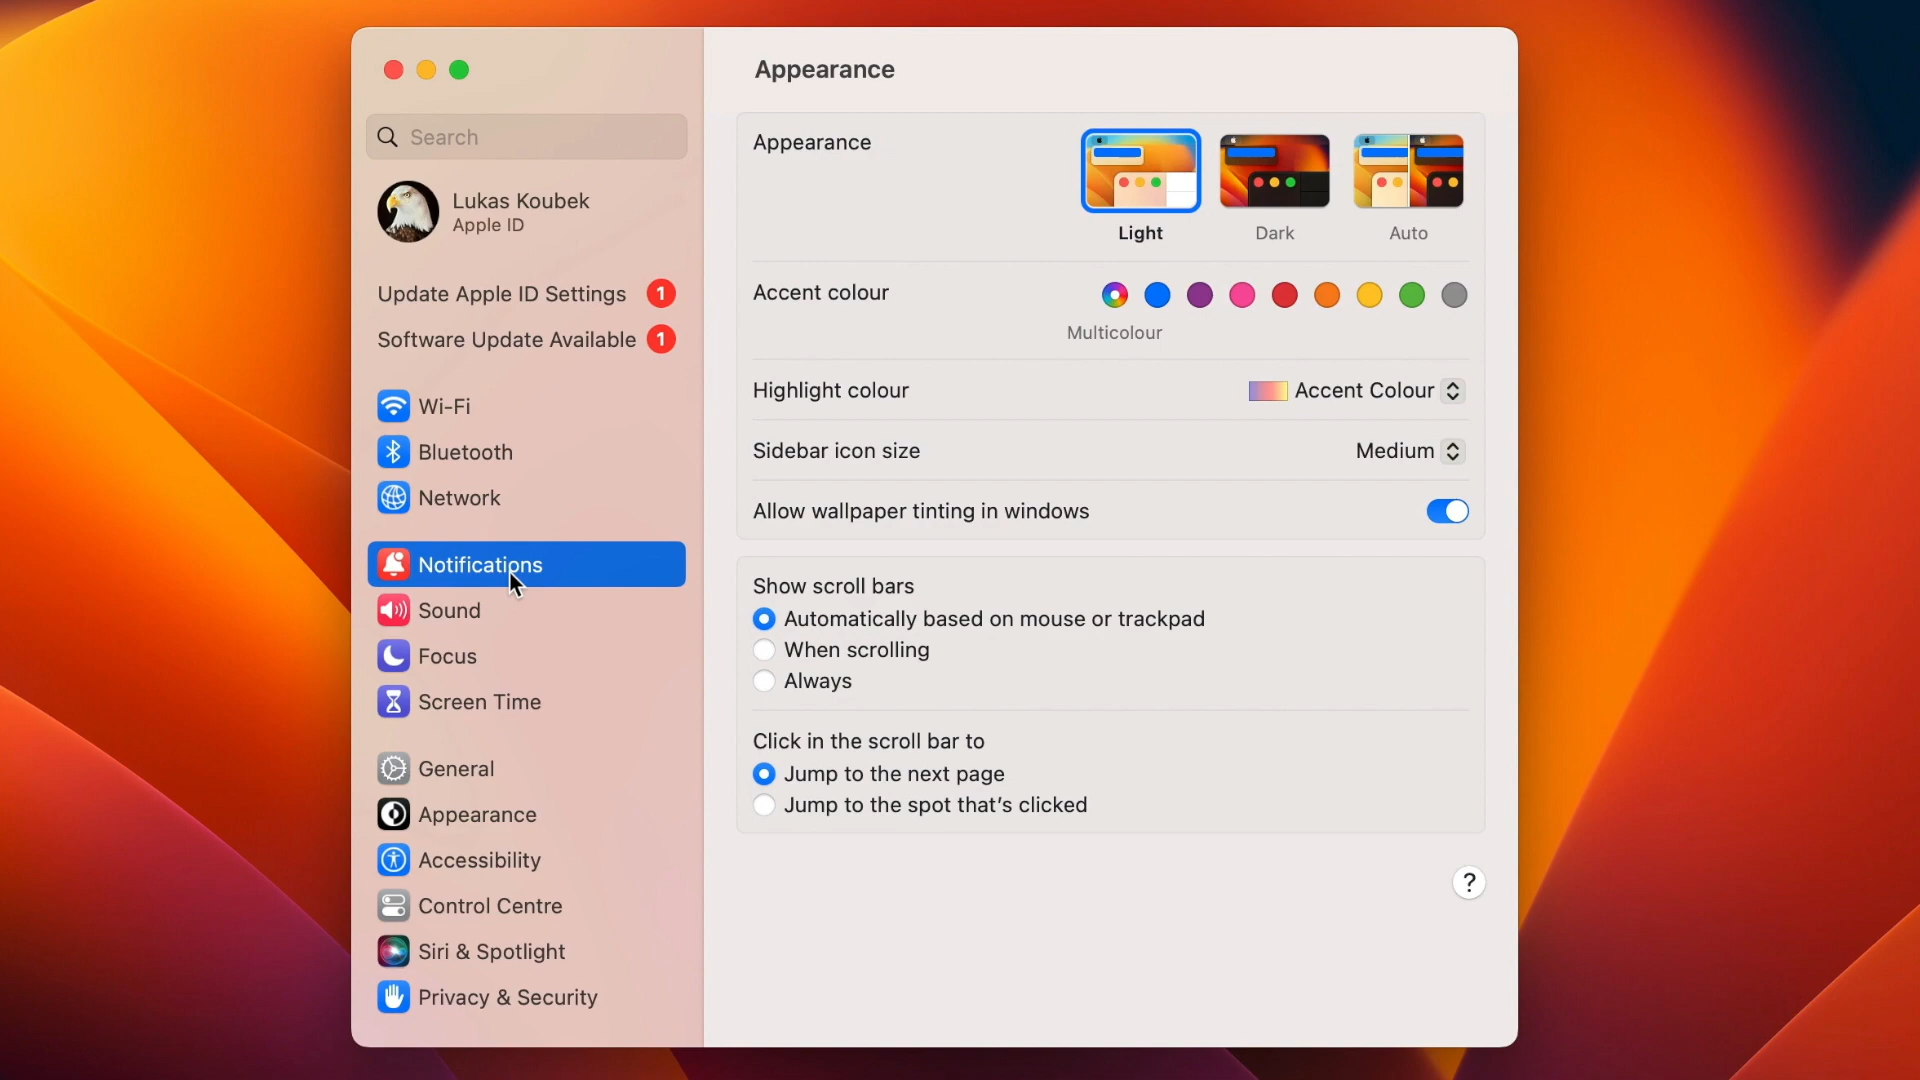 Search
Lukas Koubek
Apple ID
Update Apple ID Settings 1
Software Update Available 1
Wi-Fi
Bluetooth
Network
Notifications
Sound
Focus
Screen Time
General
Appearance
Accessibility
Control Centre
Siri & Spotlight
Privacy & Security
Appearance
Appearance
Light
Dark
Auto
Accent colour
Multicolour
Highlight colour
Accent Colour
Sidebar icon size
Medium
Allow wallpaper tinting in windows
Show scroll bars
Automatically based on mouse or trackpad
When scrolling
Always
Click in the scroll bar to
Jump to the next page
Jump to the spot that’s clicked
?